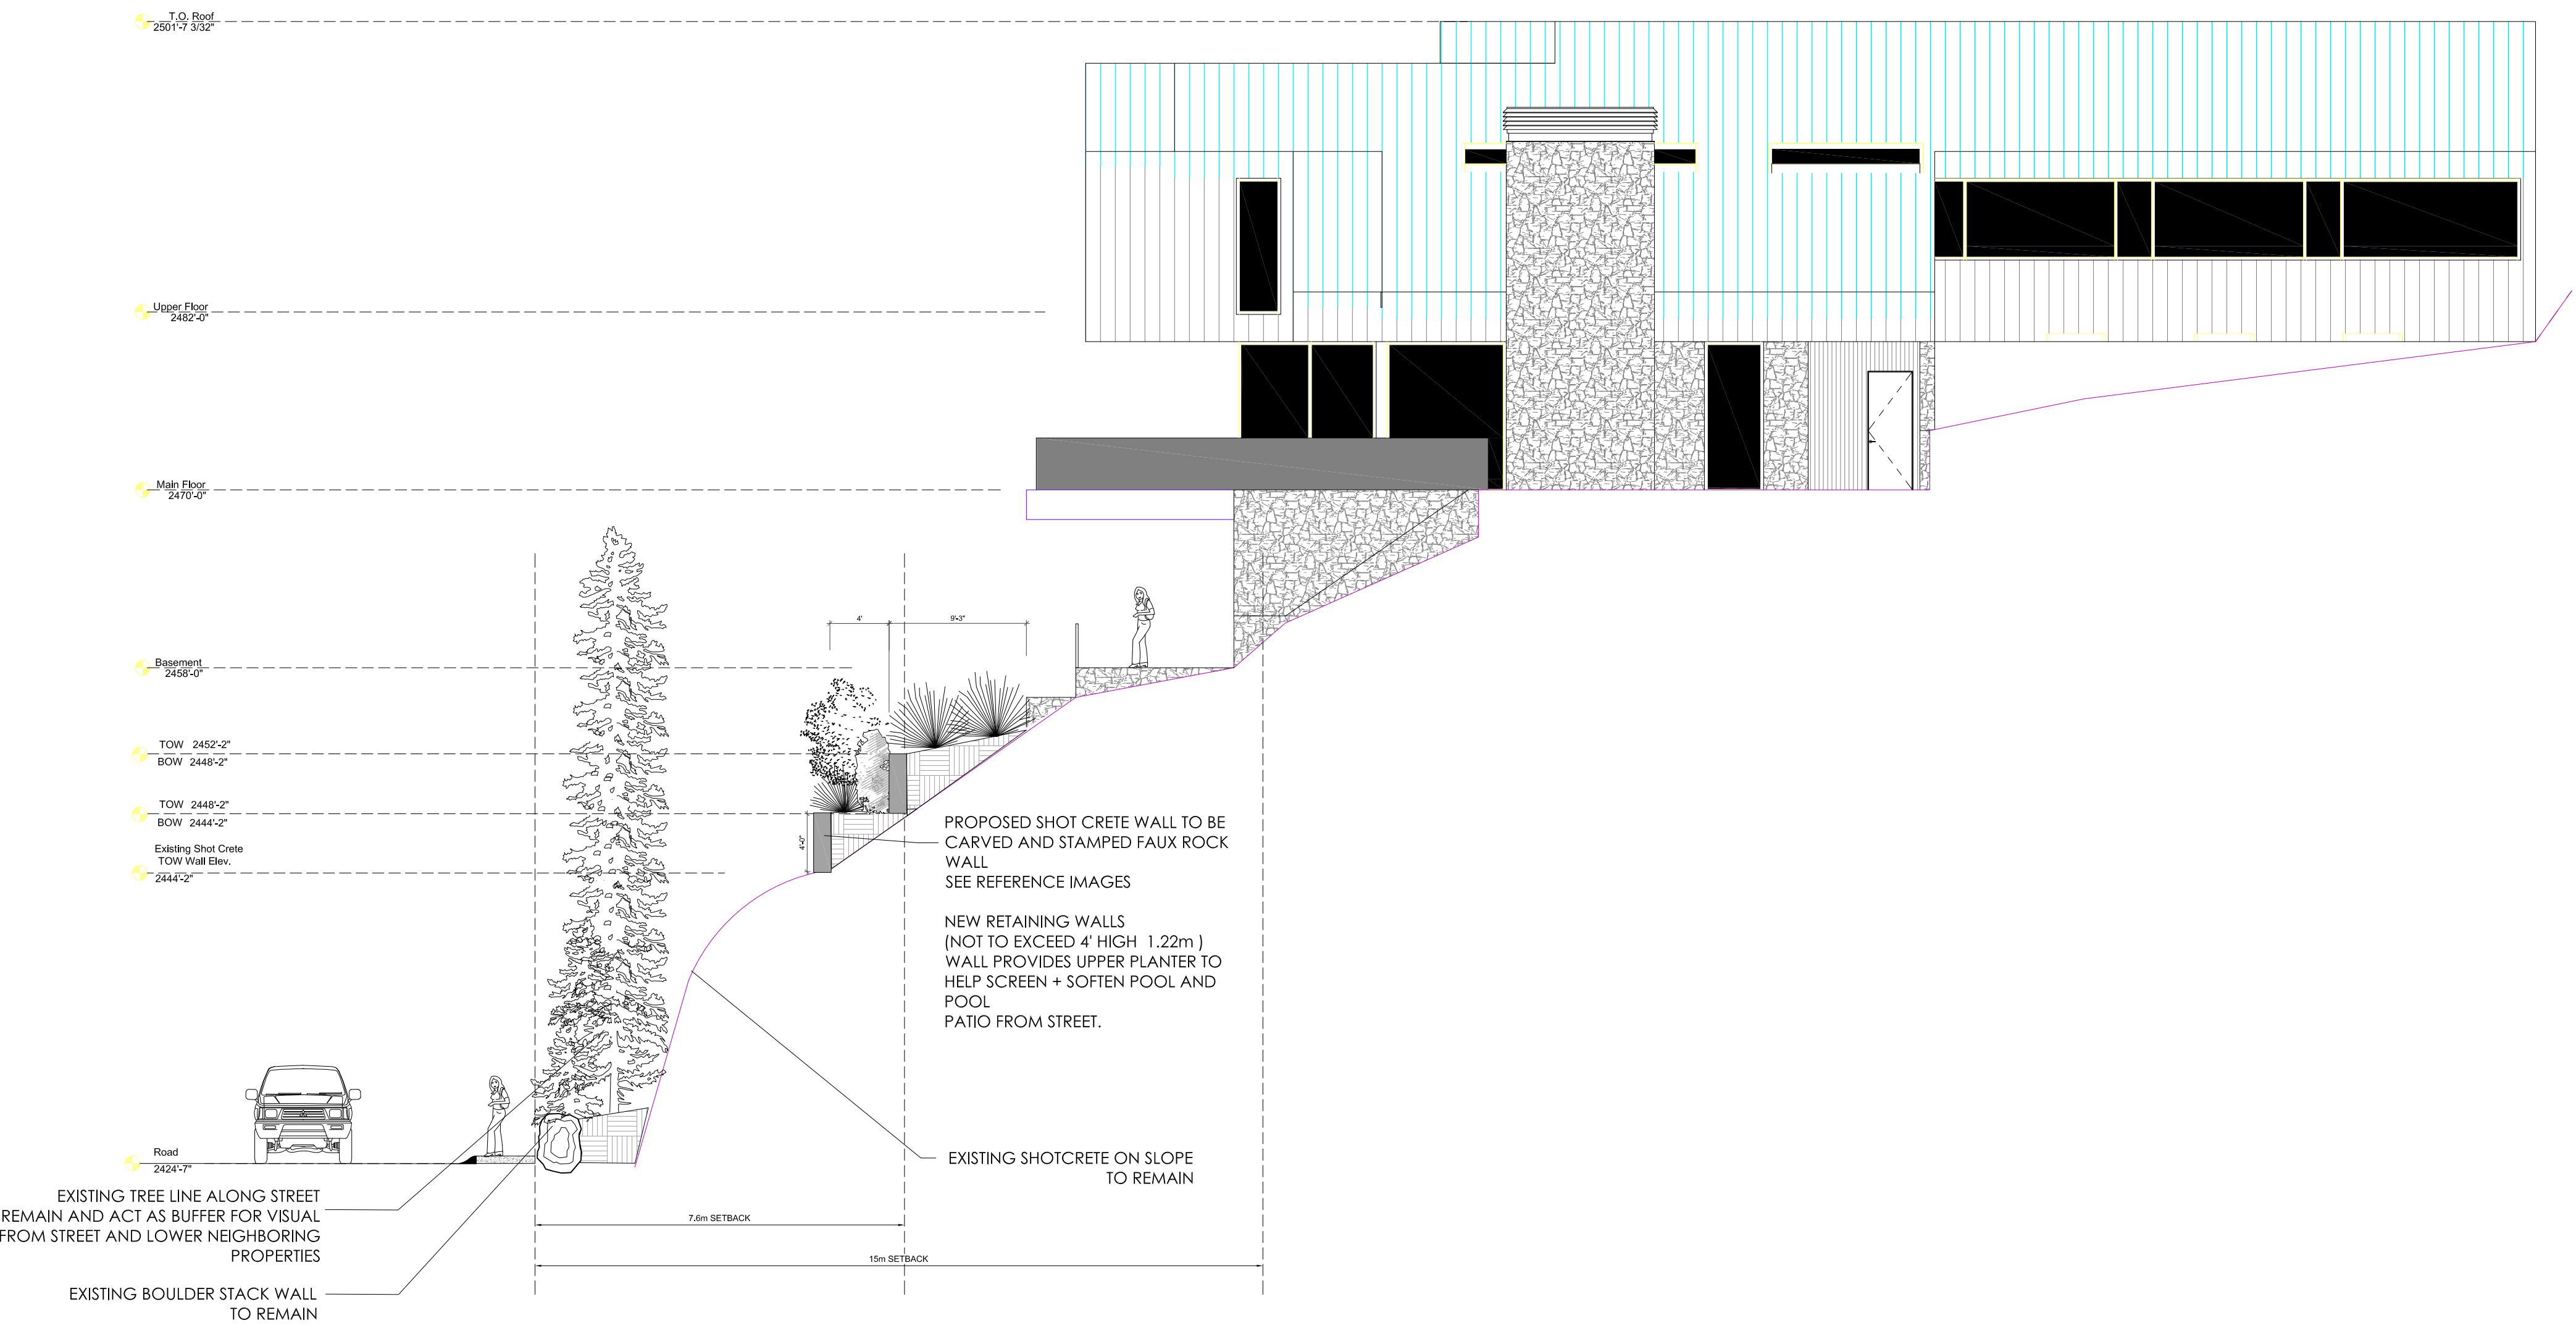 T.O. Roof
2501'-7 3/32"
Upper Floor
2482'-0"
Main Floor
2470'-0"
4'
9'-3"
Basement
2458'-0"
TOW 2452'-2"
BOW 2448'-2"
TOW 2448'-2"
BOW 2444'-2"
4'-0"
Existing Shot Crete
TOW Wall Elev.
2444'-2"
PROPOSED SHOT CRETE WALL TO BE
CARVED AND STAMPED FAUX ROCK
WALL
SEE REFERENCE IMAGES
NEW RETAINING WALLS
(NOT TO EXCEED 4' HIGH 1.22m )
WALL PROVIDES UPPER PLANTER TO
HELP SCREEN + SOFTEN POOL AND
POOL
PATIO FROM STREET.
Road
2424'-7"
EXISTING SHOTCRETE ON SLOPE
TO REMAIN
EXISTING TREE LINE ALONG STREET
REMAIN AND ACT AS BUFFER FOR VISUAL
FROM STREET AND LOWER NEIGHBORING
PROPERTIES
7.6m SETBACK
15m SETBACK
EXISTING BOULDER STACK WALL
TO REMAIN